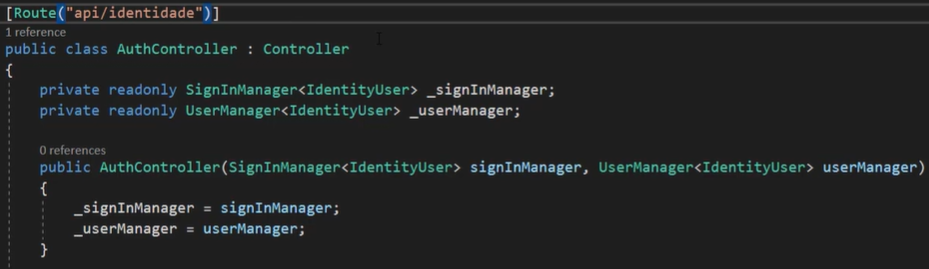 [Route("api/identidade")]
1 reference
public class AuthController : Controller
{
private readonly SignInManager<IdentityUser> _signInManager;
private readonly UserManager<IdentityUser> _userManager;
0 references
public AuthController(SignInManager<IdentityUser> signInManager, UserManager<IdentityUser> userManager)
{
_signInManager = signInManager;
_userManager = userManager;
}